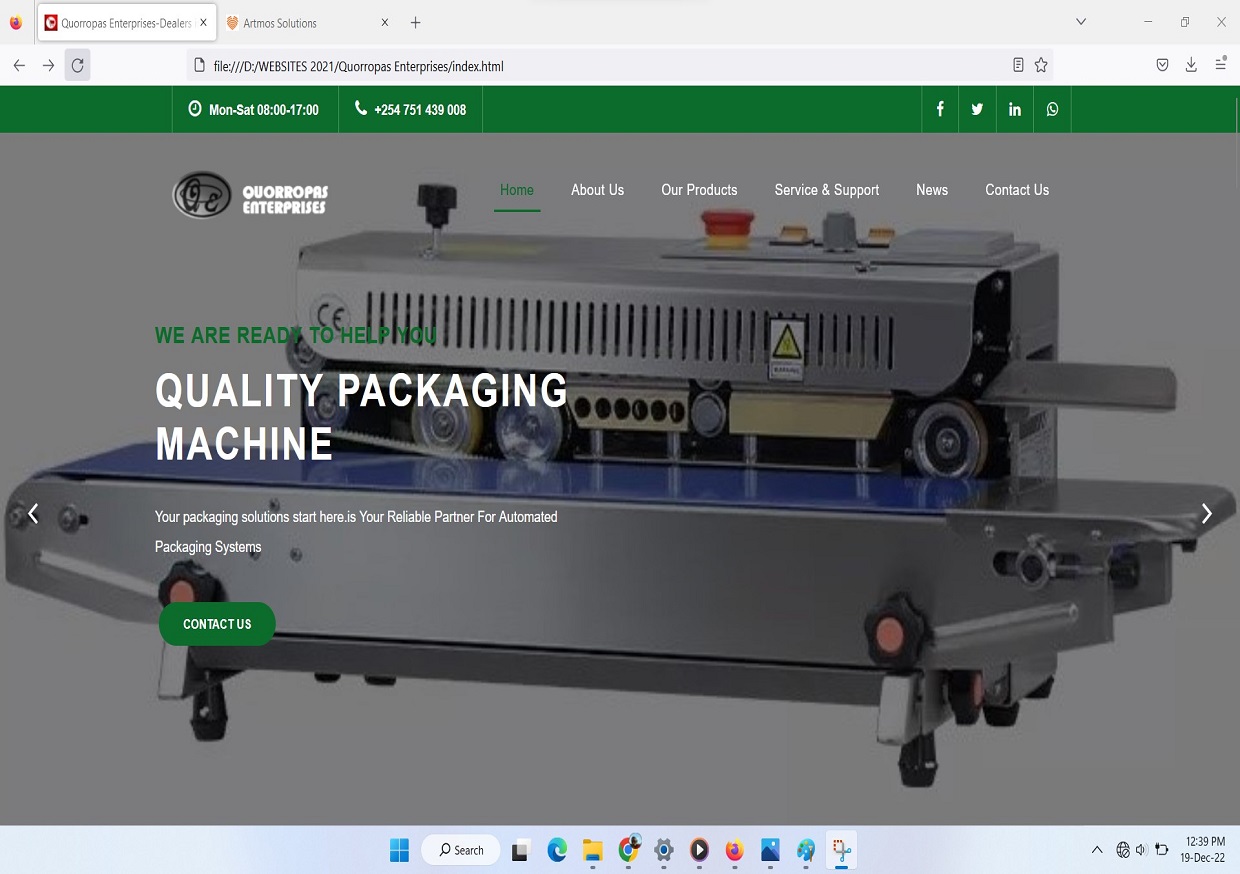 Quorropas Enterprises-Dealers
Artmos Solutions
file:///D:/WEBSITES 2021/Quorropas Enterprises/index.html
Mon-Sat 08:00-17:00
+254 751 439 008
QUORROPAS
ENTERPRISES
Home
About Us
Our Products
Service & Support
News
Contact Us
CE
WE ARE READY TO HELP YOU
WARNING
QUALITY PACKAGING
MACHINE
Your packaging solutions start here.is Your Reliable Partner For Automated
Packaging Systems
CONTACT US
Search
12:39 PM
19-Dec-22